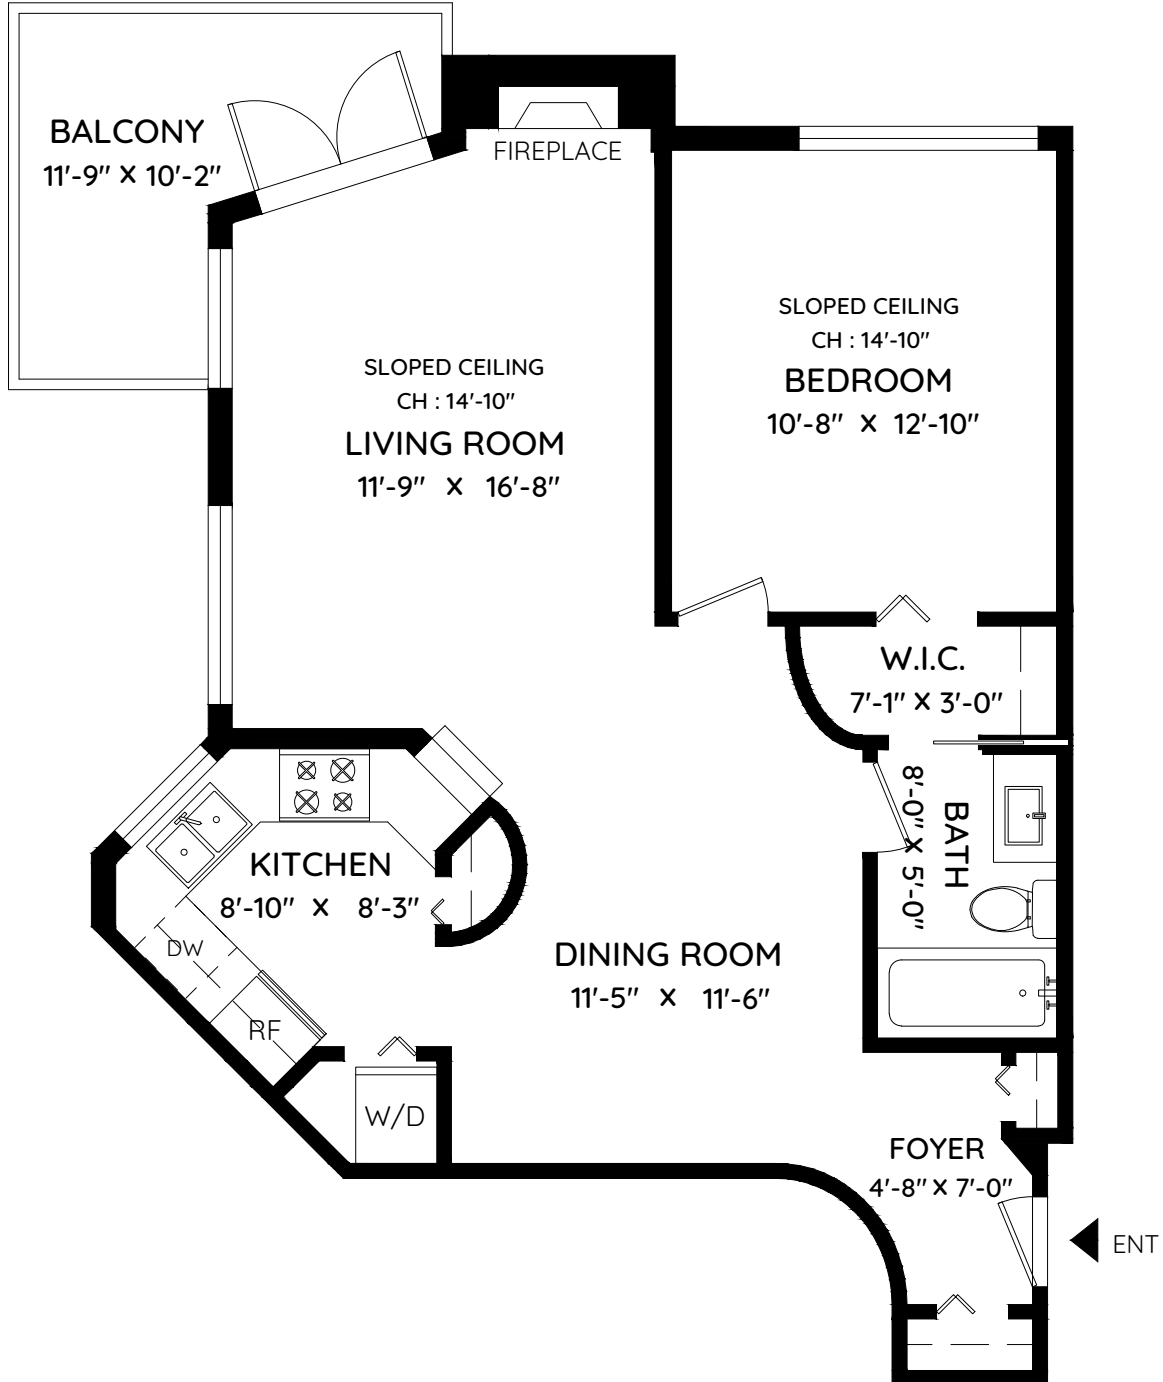 BALCONY
11'-9" X 10'-2"
FIREPLACE
SLOPED CEILING
CH : 14'-10"
BEDROOM
10'-8" X 12'-10"
SLOPED CEILING
CH : 14'-10"
LIVING ROOM
11'-9" X 16'-8"
W.I.C.
7'-1" X 3'-0"
BATH
8'-0" X 5'-0"
KITCHEN
8'-10" X 8'-3"
DW
RF
DINING ROOM
11'-5" X 11'-6"
W/D
FOYER
4'-8" X 7'-0"
ENT